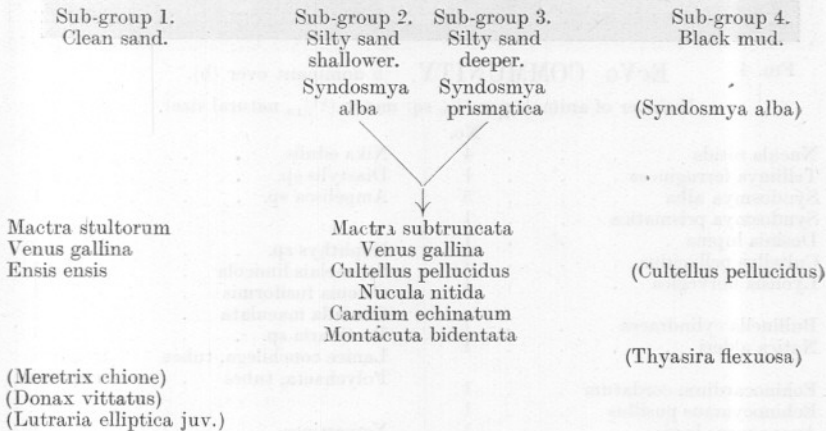 Sub-group 1. Sub-group 2. Sub-group 3. Sub-group 4.
Clean sand. Silty sand Silty sand Black mud.
shallower. deeper.
Syndosmya Syndosmya
alba prismatica (Syndosmya alba)
Mactra stultorum Mactra subtruncata
Venus gallina Venus gallina
Ensis ensis Cultellus pellucidus (Cultellus pellucidus)
Nucula nitida
Cardium echinatum
Montacuta bidentata
(Thyasira flexuosa)
(Meretrix chione)
(Donax vittatus)
(Lutraria elliptica juv.)